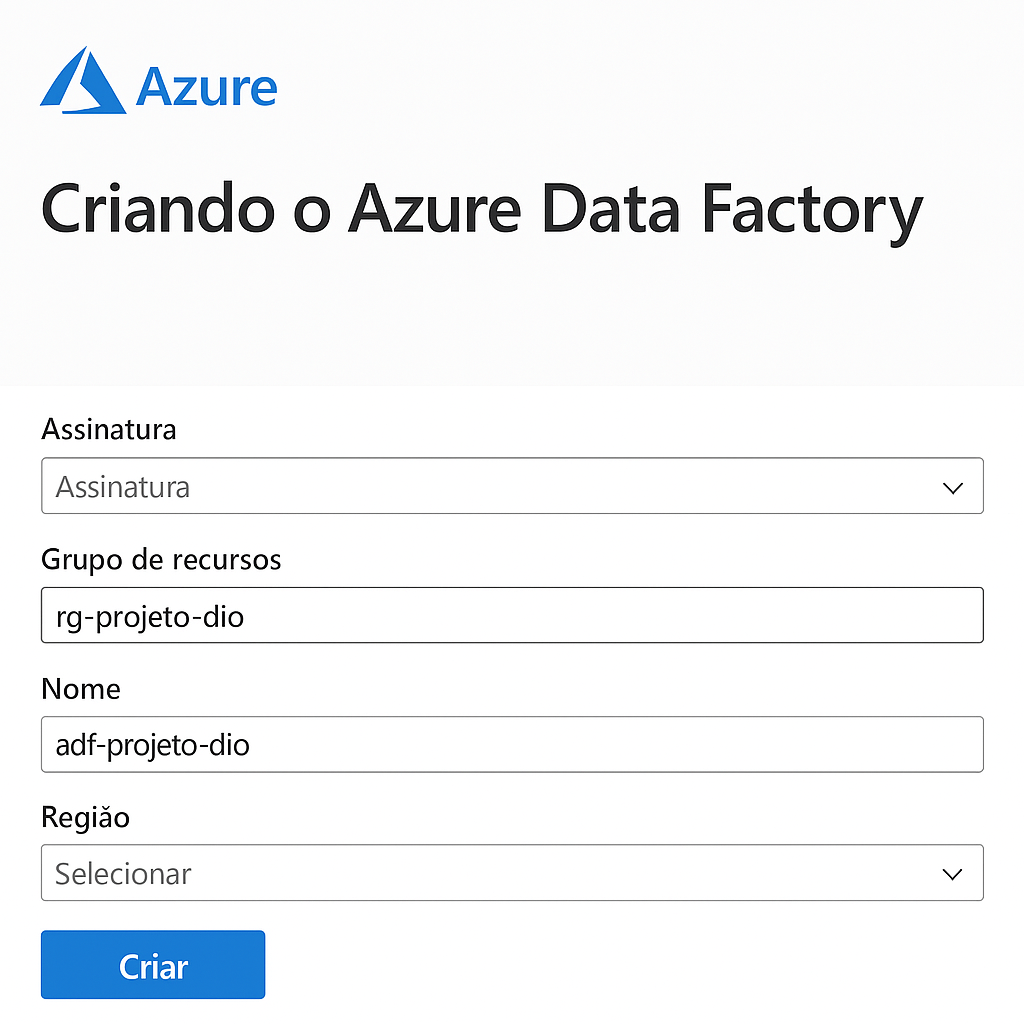 Azure
Criando o Azure Data Factory
Assinatura
Assinatura
Grupo de recursos
rg-projeto-dio
Nome
adf-projeto-dio
Regiăo
Selecionar
Criar